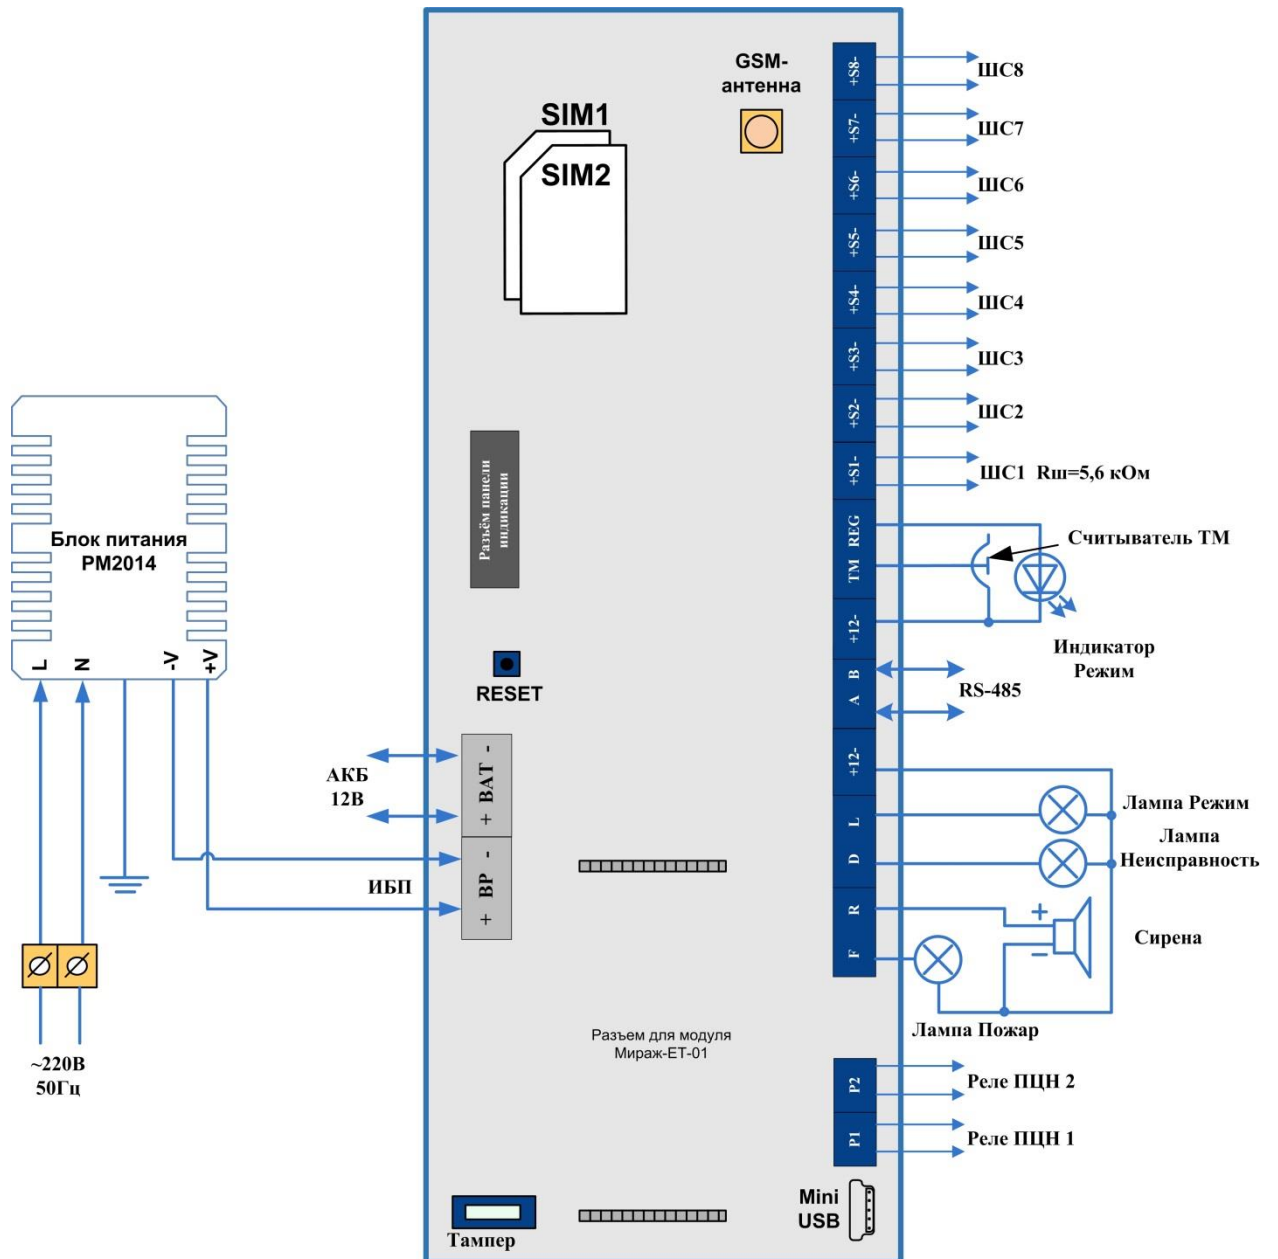 GSM-
антенна
SIM1
SIM2
+S8-
ШС8
+S7-
ШС7
+S6-
ШС6
+S5-
ШС5
+S4-
ШС4
+S3-
ШС3
+S2-
ШС2
+S1-
ШС1 Rш=5,6 кОм
Разъём панели
индикации
REG
TM
Считыватель ТМ
Индикатор
Режим
+12-
B
A
RS-485
Блок питания
PM2014
L
N
-V
+V
RESET
АКБ
12В
+ BAT -
ИБП
+ BP -
+12-
L
Лампа Режим
D
Лампа
Неисправность
R
+
−
Сирена
F
Лампа Пожар
~220В
50Гц
Разъем для модуля
Мираж-ET-01
P2
Реле ПЦН 2
P1
Реле ПЦН 1
Mini
USB
Тампер